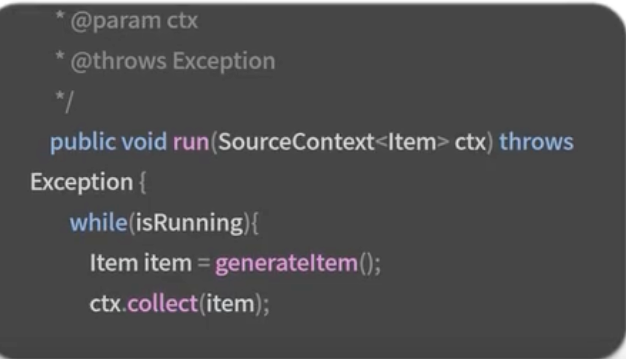 * @param ctx
* @throws Exception
*/
public void run(SourceContext<Item> ctx) throws
Exception {
while(isRunning){
Item item = generateItem();
ctx.collect(item);